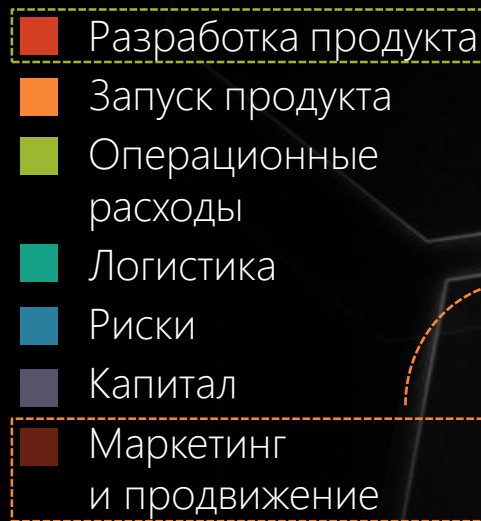 Разработка продукта
Запуск продукта
Операционные
расходы
Логистика
Риски
Капитал
Маркетинг
и продвижение